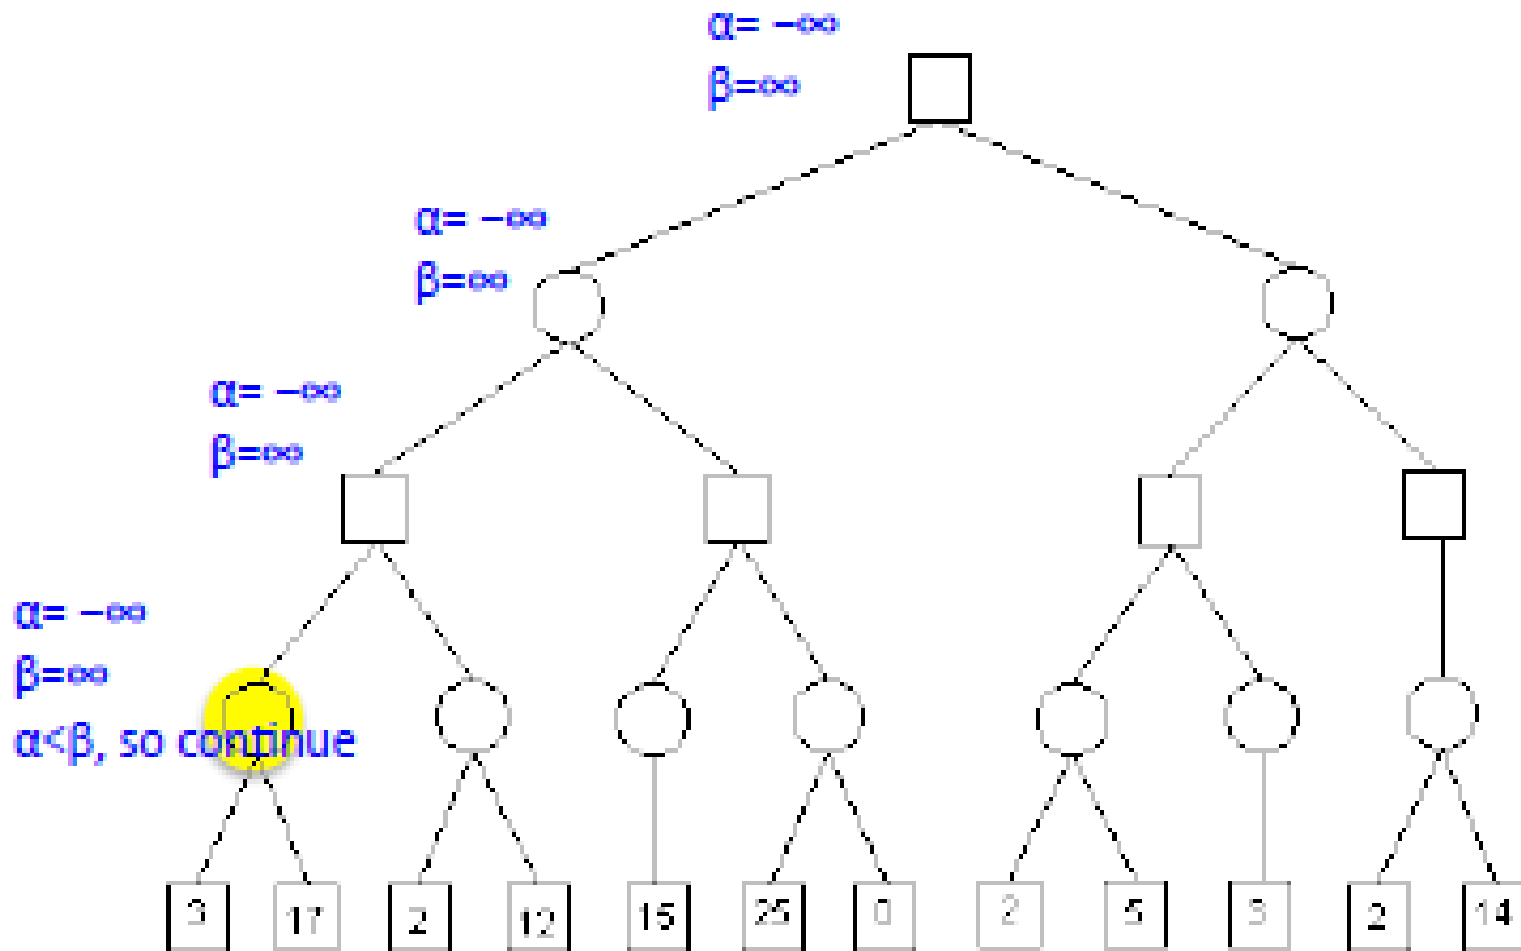 α= −∞
β=∞
α= −∞
β=∞
α= −∞
β=∞
α= −∞
β=∞
α<β, so continue
3 17 2 12 15 25 0 2 5 3 2 14